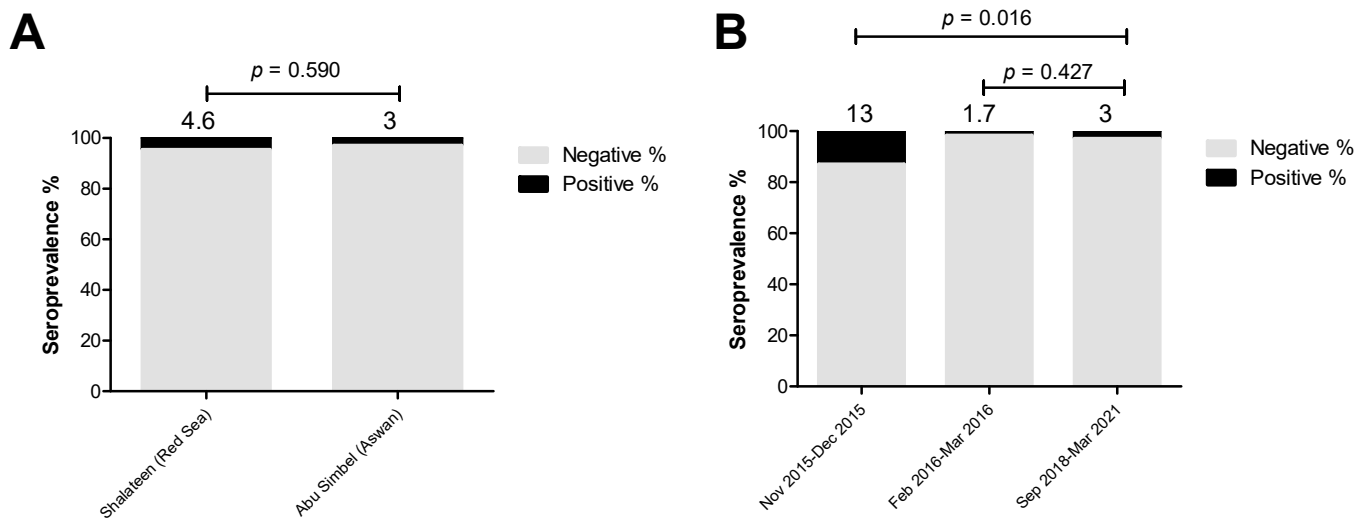 A
p = 0.590
4.6
3
100
80
60
40
20
0
Seroprevalence %
Shalateen (Red Sea)
Abu Simbel (Aswan)
Negative %
Positive %
B
p = 0.016
p = 0.427
13
1.7
3
100
80
60
40
20
0
Seroprevalence %
Nov 2015-Dec 2015
Feb 2016-Mar 2016
Sep 2018-Mar 2021
Negative %
Positive %